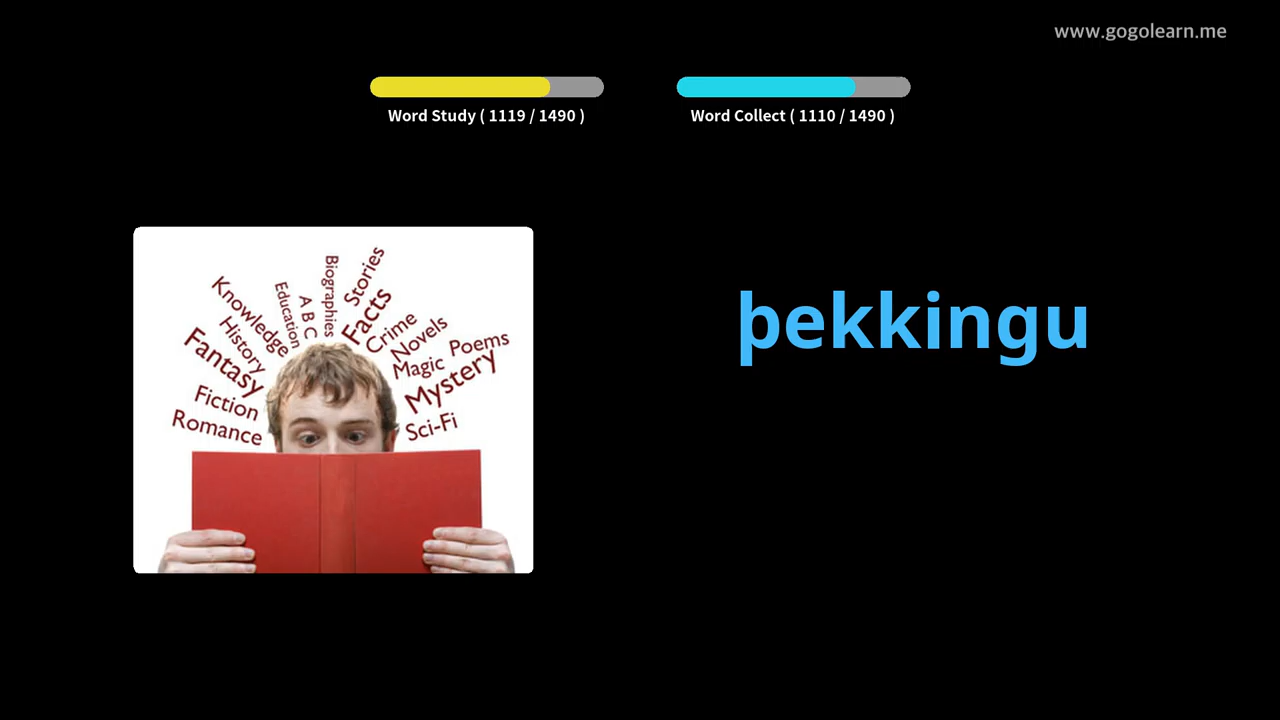 www.gogolearn.me
Word Study ( 1119 / 1490 )
Word Collect ( 1110 / 1490 )
þekkingu
Stories
Biographies
Facts
A B C
Education
Knowledge
Crime
Novels
History
Poems
Fantasy
Magic
Mystery
Fiction
Sci-Fi
Romance